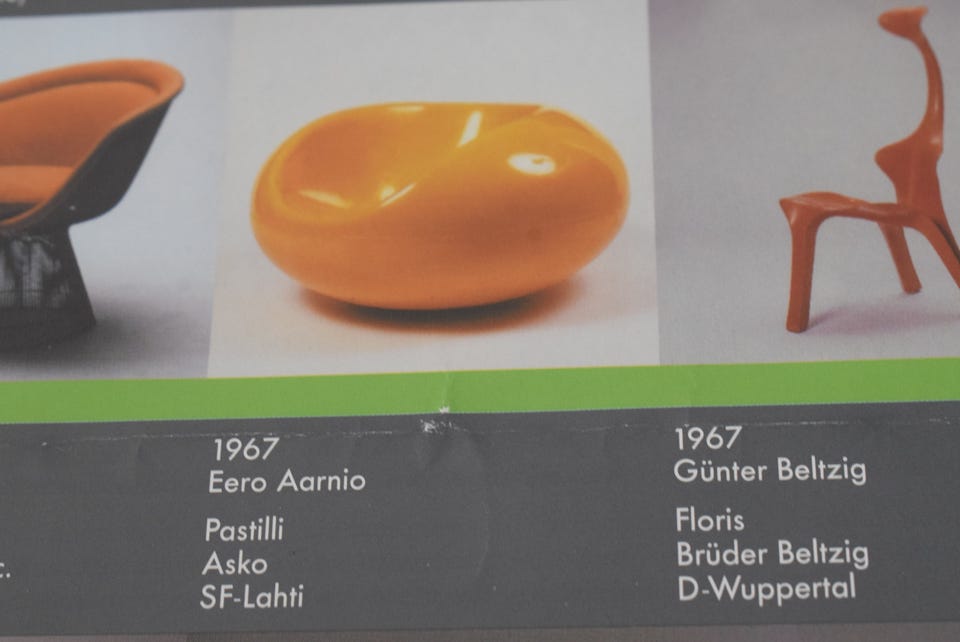 1967
Eero Aarnio
Pastilli
Asko
SF-Lahti
1967
Günter Beltzig
Floris
Brüder Beltzig
D-Wuppertal